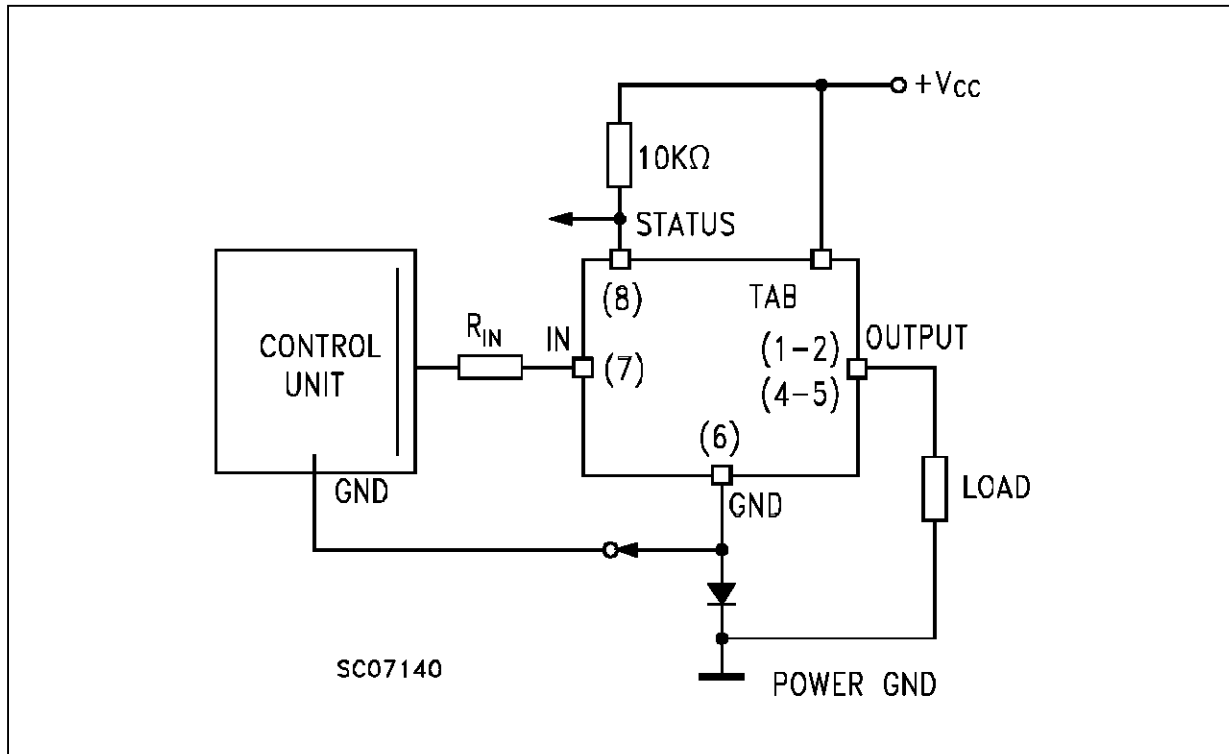 +VCC
10KΩ
STATUS
(8)
TAB
CONTROL
UNIT
RIN
IN
(7)
(1-2)
(4-5)
OUTPUT
(6)
GND
GND
LOAD
SC07140
POWER GND